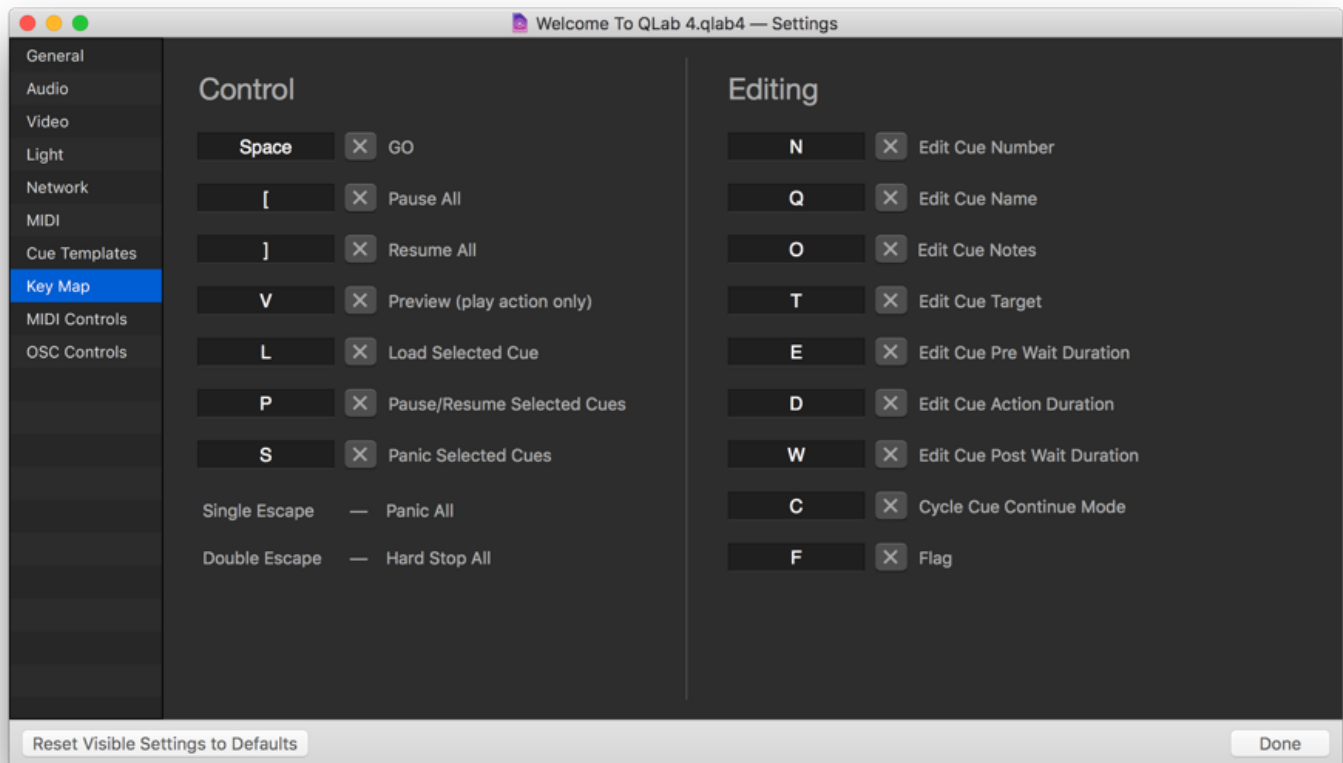 Welcome To QLab 4.qlab4 — Settings
General
Audio
Video
Light
Network
MIDI
Cue Templates
Key Map
MIDI Controls
OSC Controls
Control
Space GO
[ Pause All
] Resume All
V Preview (play action only)
L Load Selected Cue
P Pause/Resume Selected Cues
S Panic Selected Cues
Single Escape — Panic All
Double Escape — Hard Stop All
Editing
N Edit Cue Number
Q Edit Cue Name
O Edit Cue Notes
T Edit Cue Target
E Edit Cue Pre Wait Duration
D Edit Cue Action Duration
W Edit Cue Post Wait Duration
C Cycle Cue Continue Mode
F Flag
Reset Visible Settings to Defaults
Done